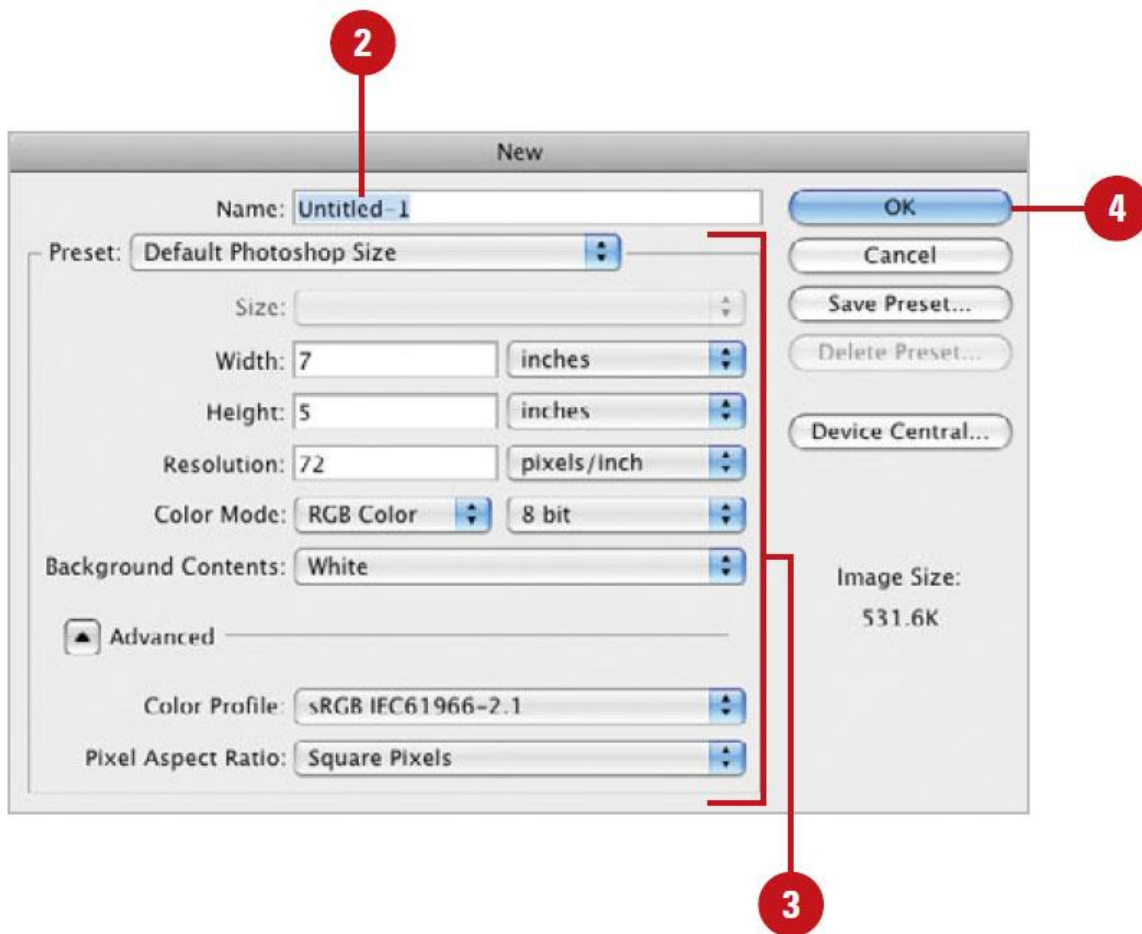 2
New
Name: Untitled-1
OK
4
Preset: Default Photoshop Size
Cancel
Size:
Save Preset...
Width: 7 inches
Delete Preset...
Height: 5 inches
Device Central...
Resolution: 72 pixels/inch
Color Mode: RGB Color 8 bit
Background Contents: White
Image Size:
531.6K
Advanced
Color Profile: sRGB IEC61966-2.1
Pixel Aspect Ratio: Square Pixels
3